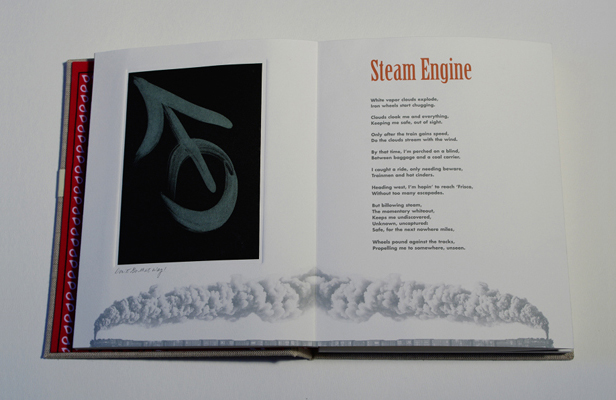 Steam Engine
White vapor clouds explode.
Iron wheels start chugging.
Clouds cloak me and everything,
Keeping me safe, out of sight.
Only after the train gains speed,
Do the clouds stream with the wind.
By that time, I'm perched on a blind,
Between baggage and a coal carrier.
I caught a ride, only needing beware,
Trainmen and hot cinders.
Heading west, I'm hopin' to reach 'Frisco,
Without too many escapades.
But billowing steam,
The momentary whiteout,
Keeps me undiscovered,
Unknown, uncaptured;
Safe, for the next nowhere miles,
Wheels pound against the tracks,
Propelling me to somewhere, unseen,